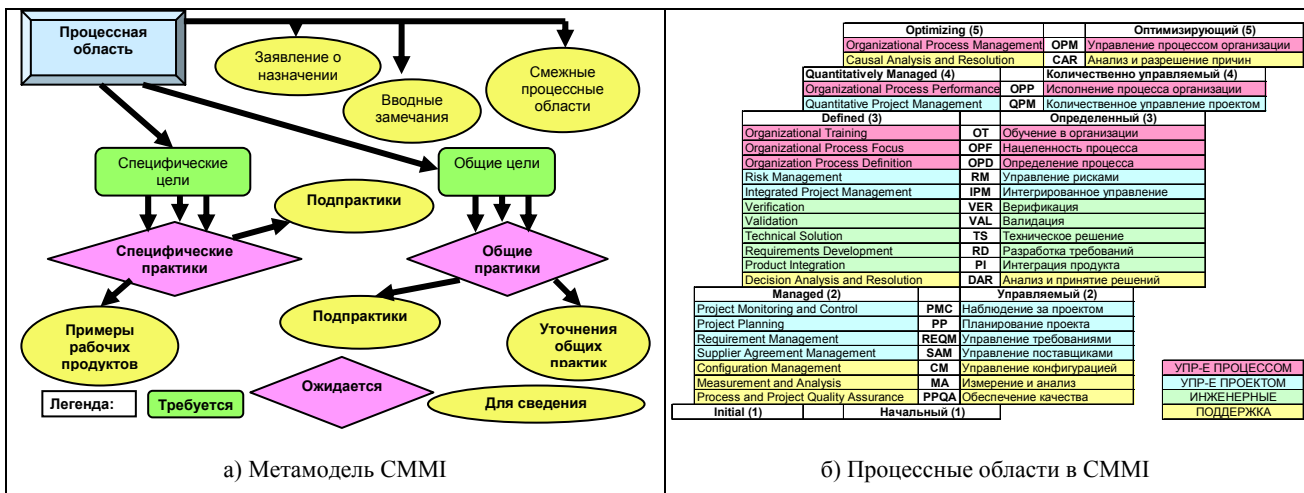 Процессная
область
Заявление о
назначении
Вводные
замечания
Смежные
процессные
области
Специфические
цели
Общие цели
Подпрактики
Специфические
практики
Общие
практики
Примеры
рабочих
продуктов
Подпрактики
Уточнения
общих
практик
Ожидается
Легенда:
Требуется
Для сведения
а) Метамодель CMMI
Optimizing (5) Оптимизирующий (5)
Organizational Process Management OPM Управление процессом организации
Causal Analysis and Resolution CAR Анализ и разрешение причин
Quantitatively Managed (4) Количественно управляемый (4)
Organizational Process Performance OPP Исполнение процесса организации
Quantitative Project Management QPM Количественное управление проектом
Defined (3) Определенный (3)
Organizational Training OT Обучение в организации
Organizational Process Focus OPF Нацеленность процесса
Organization Process Definition OPD Определение процесса
Risk Management RM Управление рисками
Integrated Project Management IPM Интегрированное управление
Verification VER Верификация
Validation VAL Валидация
Technical Solution TS Техническое решение
Requirements Development RD Разработка требований
Product Integration PI Интеграция продукта
Decision Analysis and Resolution DAR Анализ и принятие решений
Managed (2) Управляемый (2)
Project Monitoring and Control PMC Наблюдение за проектом
Project Planning PP Планирование проекта
Requirement Management REQM Управление требованиями
Supplier Agreement Management SAM Управление поставщиками
Configuration Management CM Управление конфигурацией
Measurement and Analysis MA Измерение и анализ
Process and Project Quality Assurance PPQA Обеспечение качества
Initial (1) Начальный (1)
УПР-Е ПРОЦЕССОМ
УПР-Е ПРОЕКТОМ
ИНЖЕНЕРНЫЕ
ПОДДЕРЖКА
б) Процессные области в CMMI